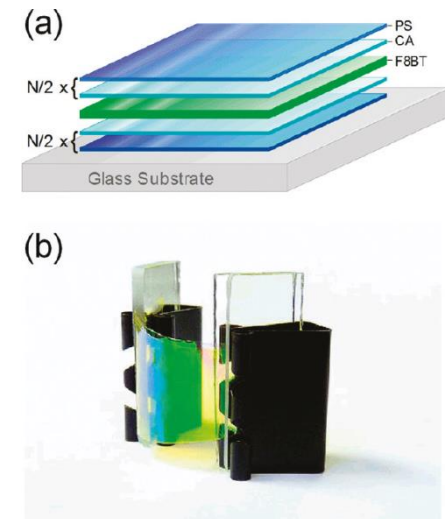 (a)
PS
CA
F8BT
N/2 x{
N/2 x{
Glass Substrate
(b)